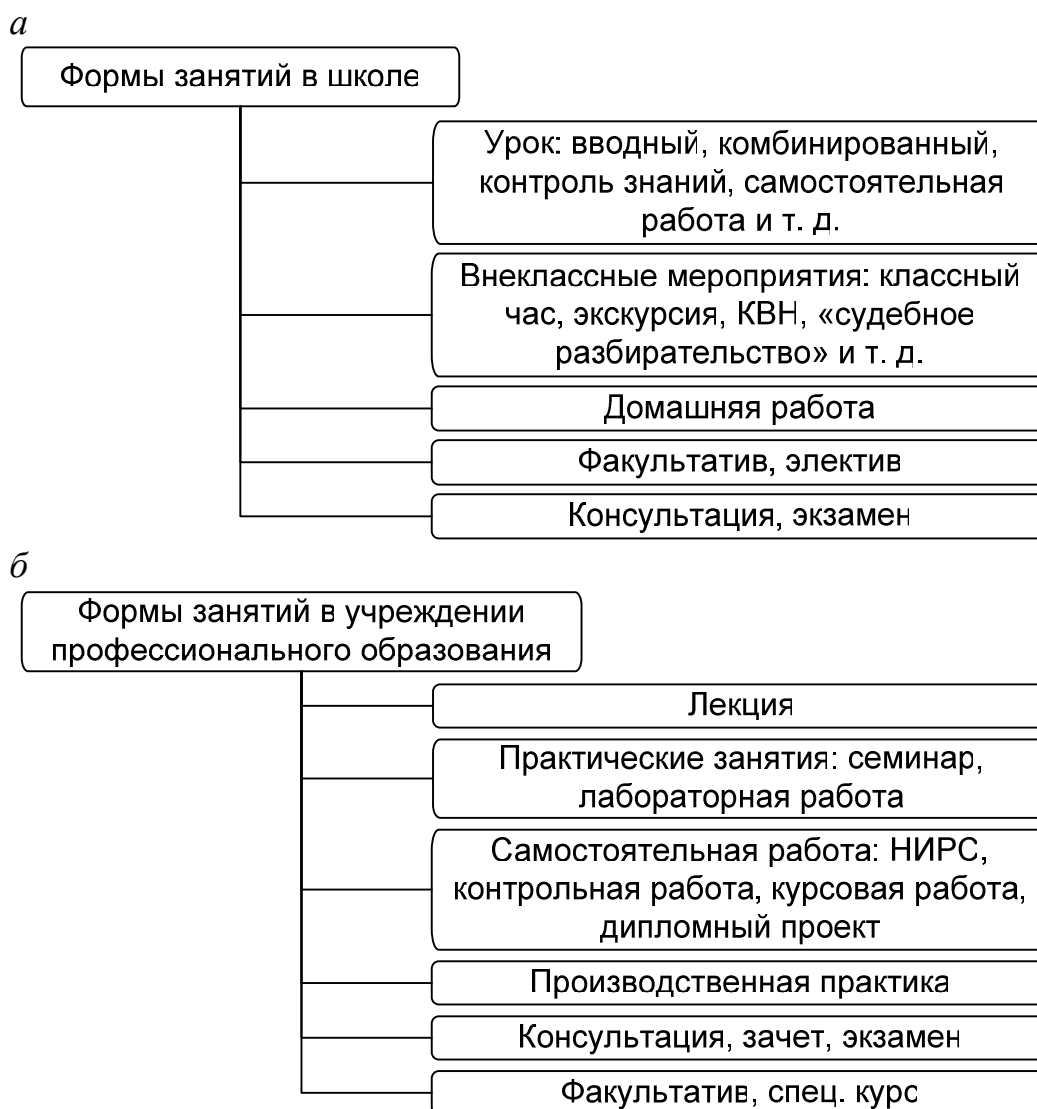 а
Формы занятий в школе
Урок: вводный, комбинированный,
контроль знаний, самостоятельная
работа и т. д.
Внеклассные мероприятия: классный
час, экскурсия, КВН, «судебное
разбирательство» и т. д.
Домашняя работа
Факультатив, электив
Консультация, экзамен
б
Формы занятий в учреждении
профессионального образования
Лекция
Практические занятия: семинар,
лабораторная работа
Самостоятельная работа: НИРС,
контрольная работа, курсовая работа,
дипломный проект
Производственная практика
Консультация, зачет, экзамен
Факультатив, спец. курс